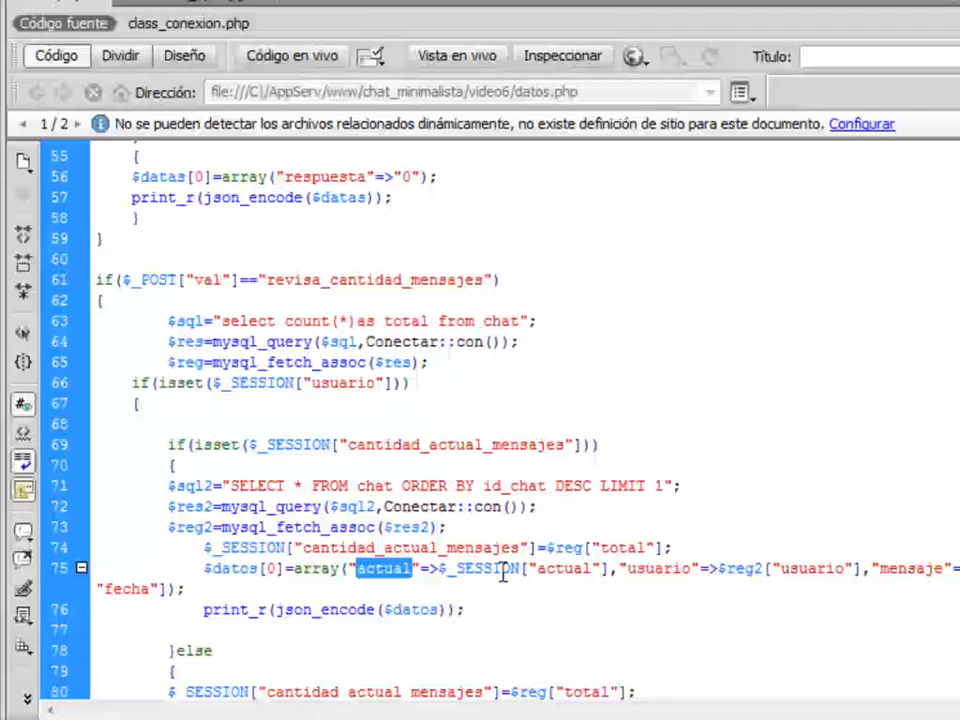 Código fuente class_conexion.php
Código Dividir Diseño Código en vivo Vista en vivo Inspeccionar Título:
Dirección: file:///C|/AppServ/www/chat_minimalista/video6/datos.php
1 / 2 No se pueden detectar los archivos relacionados dinámicamente, no existe definición de sitio para este documento. Configurar
55 {
56 $datas[0]=array("respuesta"=>"0");
57 print_r(json_encode($datas));
58 }
59 }
60
61 if($_POST["val"]=="revisa_cantidad_mensajes")
62 {
63 $sql="select count(*)as total from chat";
64 $res=mysql_query($sql,Conectar::con());
65 $reg=mysql_fetch_assoc($res);
66 if(isset($_SESSION["usuario"]))
67 {
68
69 if(isset($_SESSION["cantidad_actual_mensajes"]))
70 {
71 $sql2="SELECT * FROM chat ORDER BY id_chat DESC LIMIT 1";
72 $res2=mysql_query($sql2,Conectar::con());
73 $reg2=mysql_fetch_assoc($res2);
74 $_SESSION["cantidad_actual_mensajes"]=$reg["total"];
75 $datos[0]=array("actual"=>$_SESSION["actual"],"usuario"=>$reg2["usuario"],"mensaje"=
"fecha"]);
76 print_r(json_encode($datos));
77
78 }else
79 {
80 $_SESSION["cantidad_actual_mensajes"]=$reg["total"];